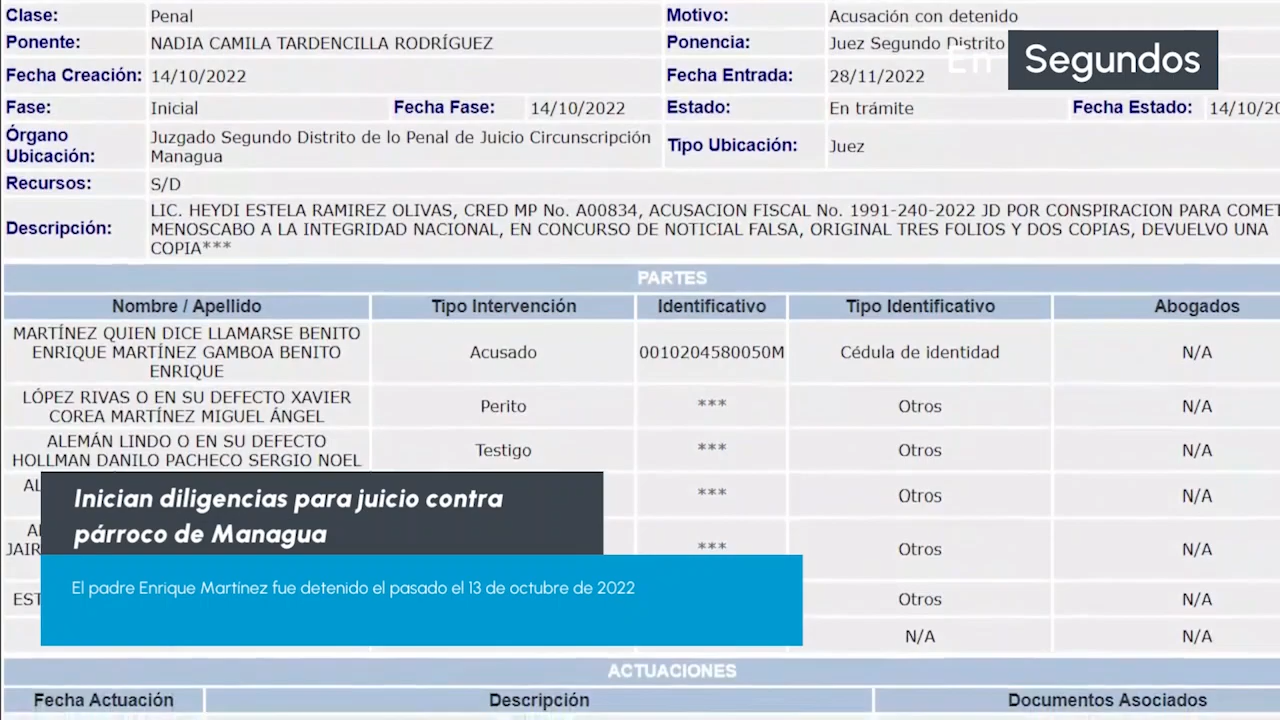 Clase: Penal Motivo: Acusación con detenido
Ponente: NADIA CAMILA TARDENCILLA RODRÍGUEZ Ponencia: Juez Segundo Distrito
En Segundos
Fecha Creación: 14/10/2022 Fecha Entrada: 28/11/2022
Fase: Inicial Fecha Fase: 14/10/2022 Estado: En trámite Fecha Estado:
Órgano Ubicación: Juzgado Segundo Distrito de lo Penal de Juicio Circunscripción Managua Tipo Ubicación: Juez
Recursos: S/D
Descripción: LIC. HEYDI ESTELA RAMIREZ OLIVAS, CRED MP No. A00834, ACUSACION FISCAL No. 1991-240-2022 JD POR CONSPIRACION PARA
MENOSCABO A LA INTEGRIDAD NACIONAL, EN CONCURSO DE NOTICIAL FALSA, ORIGINAL TRES FOLIOS Y DOS COPIAS, DEVUELVO UNA
COPIA***
PARTES
Nombre / Apellido Tipo Intervención Identificativo Tipo Identificativo Abogados
MARTÍNEZ QUIEN DICE LLAMARSE BENITO
ENRIQUE MARTÍNEZ GAMBOA BENITO
ENRIQUE
Acusado 0010204580050M Cédula de identidad N/A
LÓPEZ RIVAS O EN SU DEFECTO XAVIER
COREA MARTÍNEZ MIGUEL ÁNGEL
Perito *** Otros N/A
ALEMÁN LINDO O EN SU DEFECTO
HOLLMAN DANILO PACHECO SERGIO NOEL
Testigo *** Otros N/A
*** Otros N/A
*** Otros N/A
Otros N/A
N/A N/A
Inician diligencias para juicio contra
párroco de Managua
El padre Enrique Martínez fue detenido el pasado el 13 de octubre de 2022
ACTUACIONES
Fecha Actuación Descripción Documentos Asociados